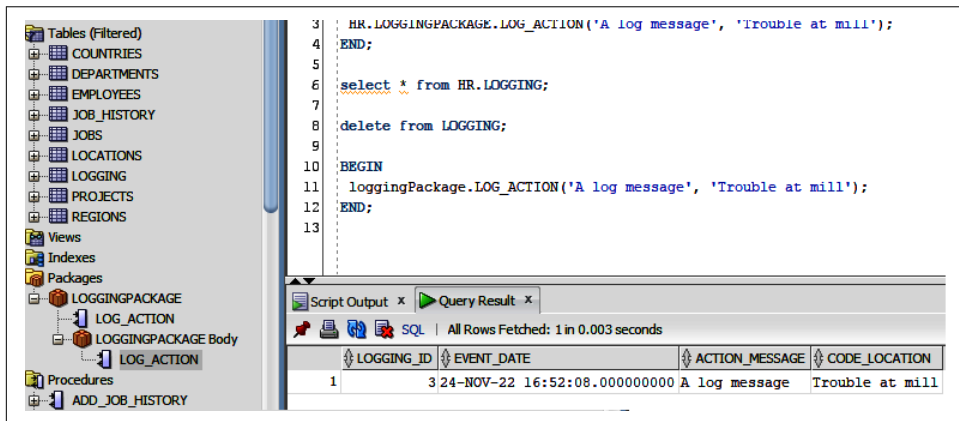 Tables (Filtered)
COUNTRIES
DEPARTMENTS
EMPLOYEES
JOB_HISTORY
JOBS
LOCATIONS
LOGGING
PROJECTS
REGIONS
Views
Indexes
Packages
LOGGINGPACKAGE
LOG_ACTION
LOGGINGPACKAGE Body
LOG_ACTION
Procedures
ADD_JOB_HISTORY
3 HR.LOGGINGPACKAGE.LOG_ACTION('A log message', 'Trouble at mill');
4 END;
5
6 select * from HR.LOGGING;
7
8 delete from LOGGING;
9
10 BEGIN
11 loggingPackage.LOG_ACTION('A log message', 'Trouble at mill');
12 END;
13
Script Output x Query Result x
SQL | All Rows Fetched: 1 in 0.003 seconds
LOGGING_ID EVENT_DATE ACTION_MESSAGE CODE_LOCATION
1 3 24-NOV-22 16:52:08.000000000 A log message Trouble at mill